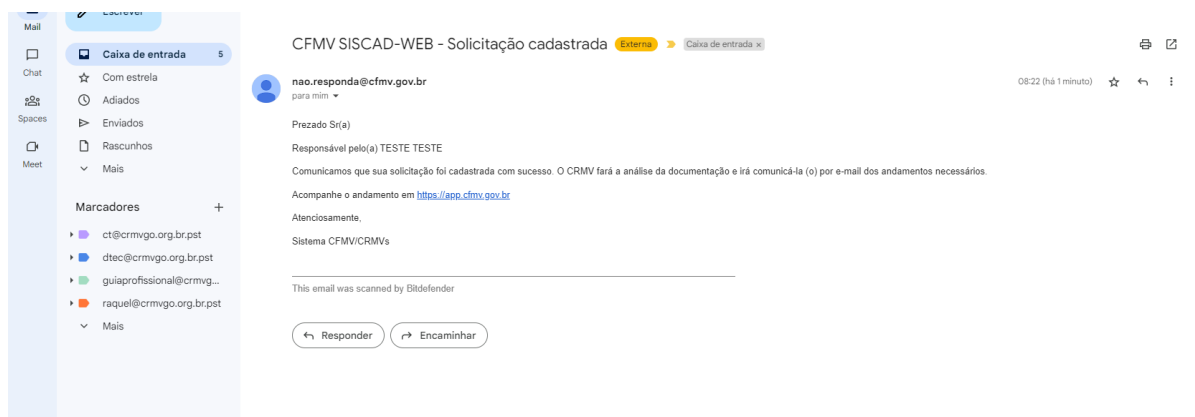 Mail
Escrever
Chat
Spaces
Meet
Caixa de entrada 5
Com estrela
Adiados
Enviados
Rascunhos
Mais
Marcadores +
ct@crmvgo.org.br.pst
dtec@crmvgo.org.br.pst
guiaprofissional@crmvg...
raquel@crmvgo.org.br.pst
Mais
CFMV SISCAD-WEB - Solicitação cadastrada Externa Caixa de entrada x
nao.responda@cfmv.gov.br 08:22 (há 1 minuto)
para mim
Prezado Sr(a)
Responsável pelo(a) TESTE TESTE
Comunicamos que sua solicitação foi cadastrada com sucesso. O CRMV fará a análise da documentação e irá comunicá-la (o) por e-mail dos andamentos necessários.
Acompanhe o andamento em https://app.cfmv.gov.br
Atenciosamente,
Sistema CFMV/CRMVs
This email was scanned by Bitdefender
Responder Encaminhar